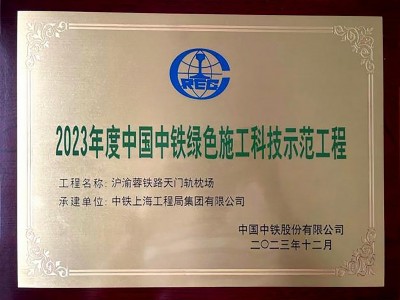 CREC
2023年度中国中铁绿色施工科技示范工程
工程名称：沪渝蓉铁路天门轨枕场
承建单位：中铁上海工程局集团有限公司
中国中铁股份有限公司
二〇二三年十二月